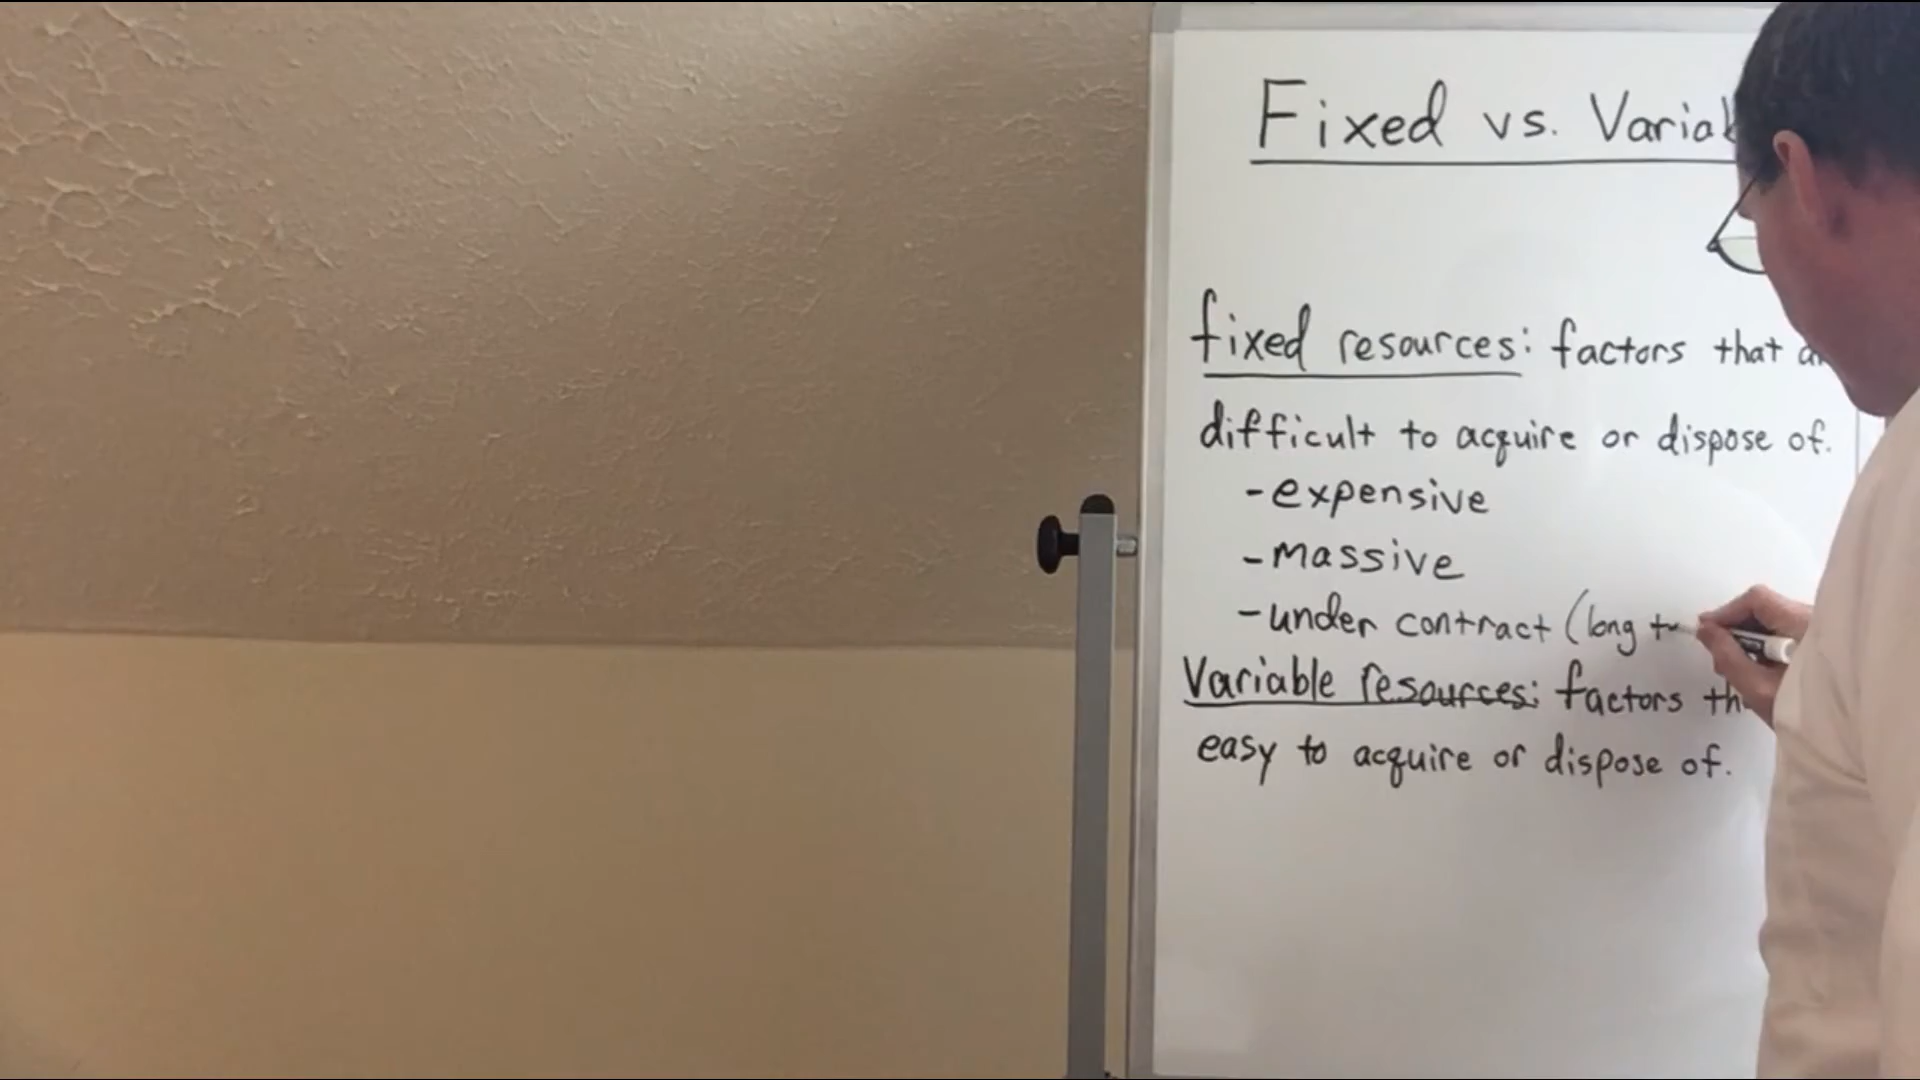 Fixed vs. Variab
fixed resources: factors that a
difficult to acquire or dispose of.
-expensive
-massive
-under contract (long t
Variable resources: factors th
easy to acquire or dispose of.